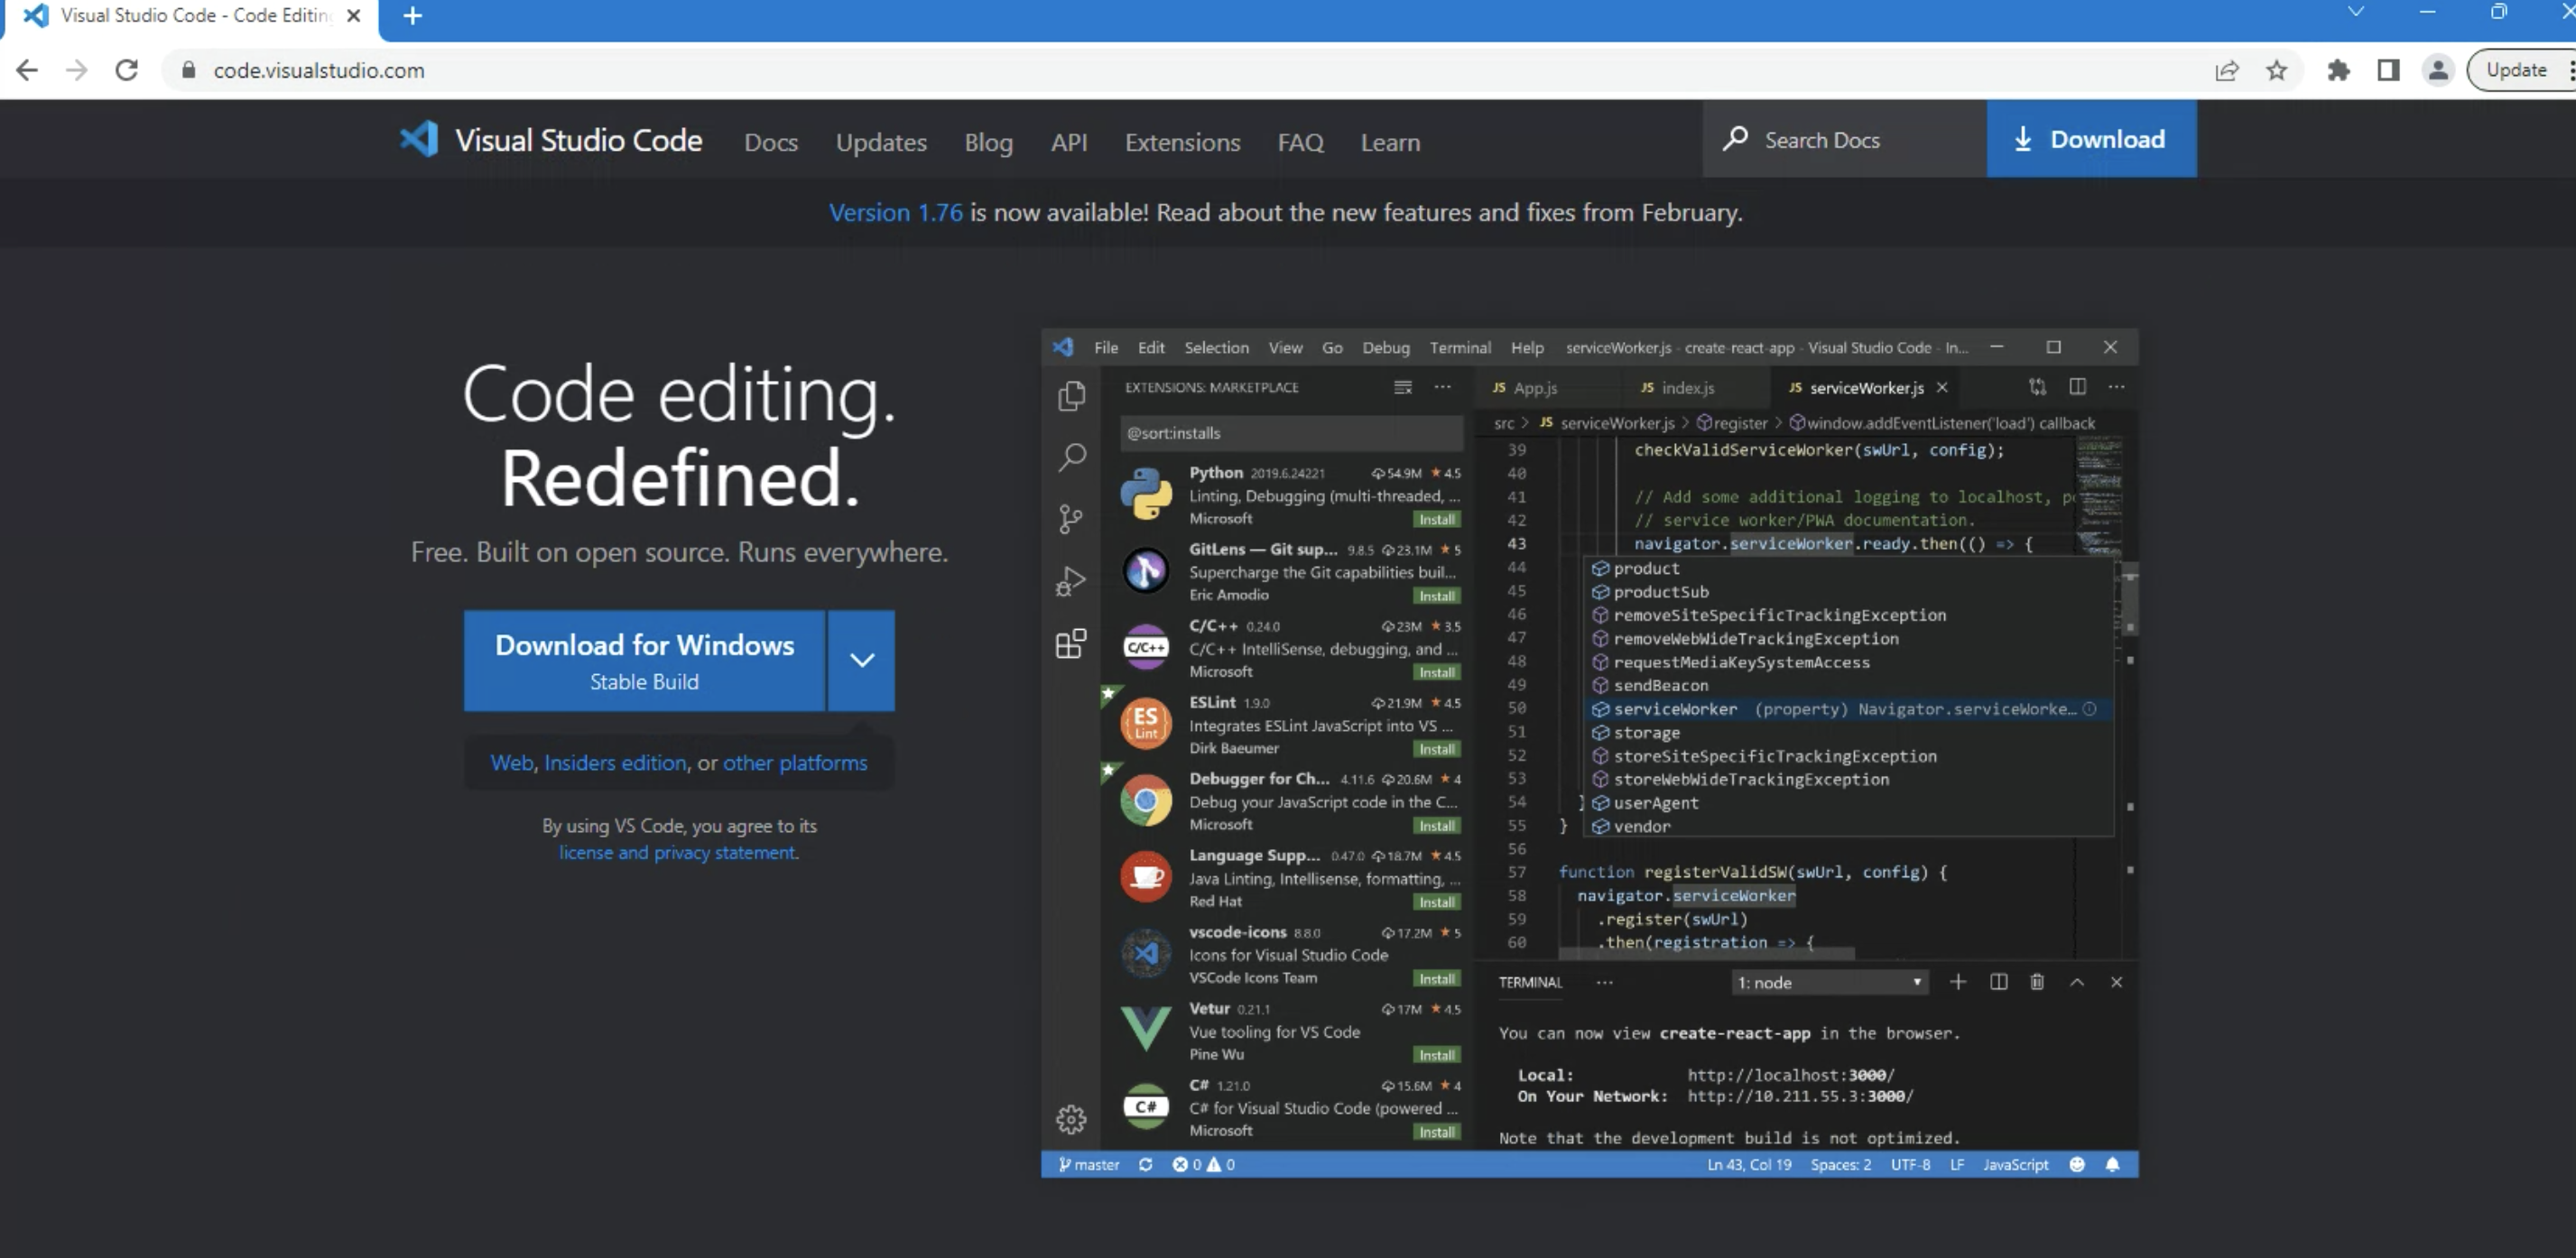 Visual Studio Code - Code Editin
code.visualstudio.com
Update
Visual Studio Code Docs Updates Blog API Extensions FAQ Learn Search Docs Download
Version 1.76 is now available! Read about the new features and fixes from February.
Code editing.
Redefined.
Free. Built on open source. Runs everywhere.
Download for Windows
Stable Build
Web, Insiders edition, or other platforms
By using VS Code, you agree to its
license and privacy statement.
File Edit Selection View Go Debug Terminal Help serviceWorker.js - create-react-app - Visual Studio Code - In...
EXTENSIONS: MARKETPLACE
@sort:installs
Python 2019.6.24221 54.9M ★ 4.5
Linting, Debugging (multi-threaded, ...
Microsoft Install
GitLens — Git sup... 9.8.5 23.1M ★ 5
Supercharge the Git capabilities buil...
Eric Amodio Install
C/C++
C/C++ 0.24.0 23M ★ 3.5
C/C++ IntelliSense, debugging, and ...
Microsoft Install
ES
Lint
ESLint 1.9.0 21.9M ★ 4.5
Integrates ESLint JavaScript into VS ...
Dirk Baeumer Install
Debugger for Ch... 4.11.6 20.6M ★ 4
Debug your JavaScript code in the C...
Microsoft Install
Language Supp... 0.47.0 18.7M ★ 4.5
Java Linting, Intellisense, formatting, ...
Red Hat Install
vscode-icons 8.8.0 17.2M ★ 5
Icons for Visual Studio Code
VSCode Icons Team Install
Vetur 0.21.1 17M ★ 4.5
Vue tooling for VS Code
Pine Wu Install
C#
C# 1.21.0 15.6M ★ 4
C# for Visual Studio Code (powered ...
Microsoft Install
JS App.js JS index.js JS serviceWorker.js
src > JS serviceWorker.js > register > window.addEventListener('load') callback
39 checkValidServiceWorker(swUrl, config);
40
41 // Add some additional logging to localhost, p
42 // service worker/PWA documentation.
43 navigator.serviceWorker.ready.then(() => {
44 product
45 productSub
46 removeSiteSpecificTrackingException
47 removeWebWideTrackingException
48 requestMediaKeySystemAccess
49 sendBeacon
50 serviceWorker (property) Navigator.serviceWorke...
51 storage
52 storeSiteSpecificTrackingException
53 storeWebWideTrackingException
54 } userAgent
55 } vendor
56
57 function registerValidSW(swUrl, config) {
58 navigator.serviceWorker
59 .register(swUrl)
60 .then(registration => {
TERMINAL ... 1: node
You can now view create-react-app in the browser.
Local: http://localhost:3000/
On Your Network: http://10.211.55.3:3000/
Note that the development build is not optimized.
master 0 0 Ln 43, Col 19 Spaces: 2 UTF-8 LF JavaScript